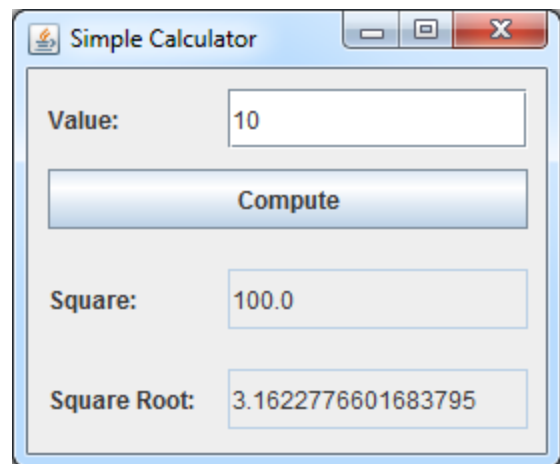 Simple Calculator
Value: 10
Compute
Square: 100.0
Square Root: 3.1622776601683795